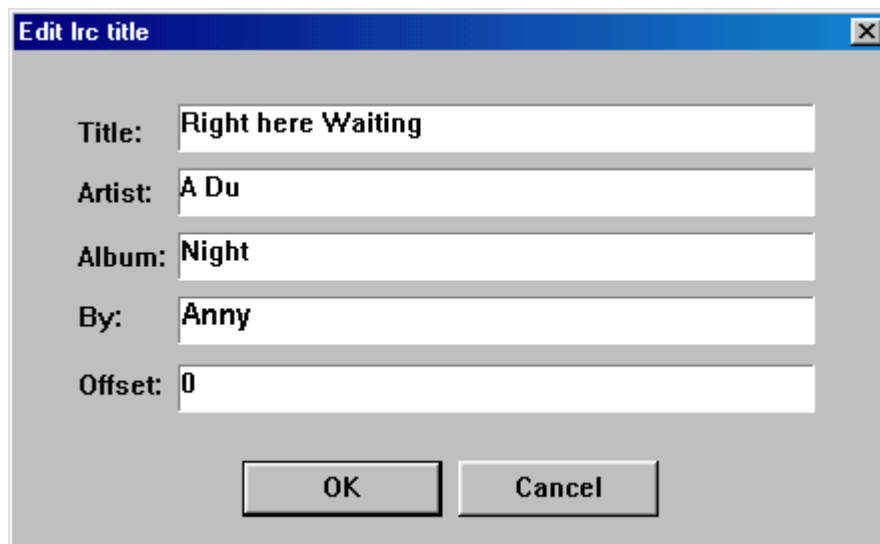 Edit lrc title
Title: Right here Waiting
Artist: A Du
Album: Night
By: Anny
Offset: 0
OK Cancel